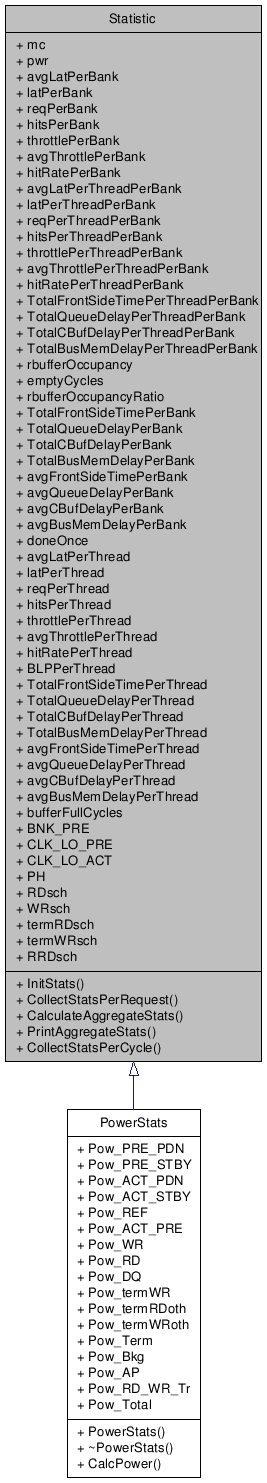 Statistic
+ mc
+ pwr
+ avgLatPerBank
+ latPerBank
+ reqPerBank
+ hitsPerBank
+ throttlePerBank
+ avgThrottlePerBank
+ hitRatePerBank
+ avgLatPerThreadPerBank
+ latPerThreadPerBank
+ reqPerThreadPerBank
+ hitsPerThreadPerBank
+ throttlePerThreadPerBank
+ avgThrottlePerThreadPerBank
+ hitRatePerThreadPerBank
+ TotalFrontSideTimePerThreadPerBank
+ TotalQueueDelayPerThreadPerBank
+ TotalCBufDelayPerThreadPerBank
+ TotalBusMemDelayPerThreadPerBank
+ rbufferOccupancy
+ emptyCycles
+ rbufferOccupancyRatio
+ TotalFrontSideTimePerBank
+ TotalQueueDelayPerBank
+ TotalCBufDelayPerBank
+ TotalBusMemDelayPerBank
+ avgFrontSideTimePerBank
+ avgQueueDelayPerBank
+ avgCBufDelayPerBank
+ avgBusMemDelayPerBank
+ doneOnce
+ avgLatPerThread
+ latPerThread
+ reqPerThread
+ hitsPerThread
+ throttlePerThread
+ avgThrottlePerThread
+ hitRatePerThread
+ BLPPerThread
+ TotalFrontSideTimePerThread
+ TotalQueueDelayPerThread
+ TotalCBufDelayPerThread
+ TotalBusMemDelayPerThread
+ avgFrontSideTimePerThread
+ avgQueueDelayPerThread
+ avgCBufDelayPerThread
+ avgBusMemDelayPerThread
+ bufferFullCycles
+ BNK_PRE
+ CLK_LO_PRE
+ CLK_LO_ACT
+ PH
+ RDsch
+ WRsch
+ termRDsch
+ termWRsch
+ RRDsch
+ InitStats()
+ CollectStatsPerRequest()
+ CalculateAggregateStats()
+ PrintAggregateStats()
+ CollectStatsPerCycle()
PowerStats
+ Pow_PRE_PDN
+ Pow_PRE_STBY
+ Pow_ACT_PDN
+ Pow_ACT_STBY
+ Pow_REF
+ Pow_ACT_PRE
+ Pow_WR
+ Pow_RD
+ Pow_DQ
+ Pow_termWR
+ Pow_termRDoth
+ Pow_termWRoth
+ Pow_Term
+ Pow_Bkg
+ Pow_AP
+ Pow_RD_WR_Tr
+ Pow_Total
+ PowerStats()
+ ~PowerStats()
+ CalcPower()